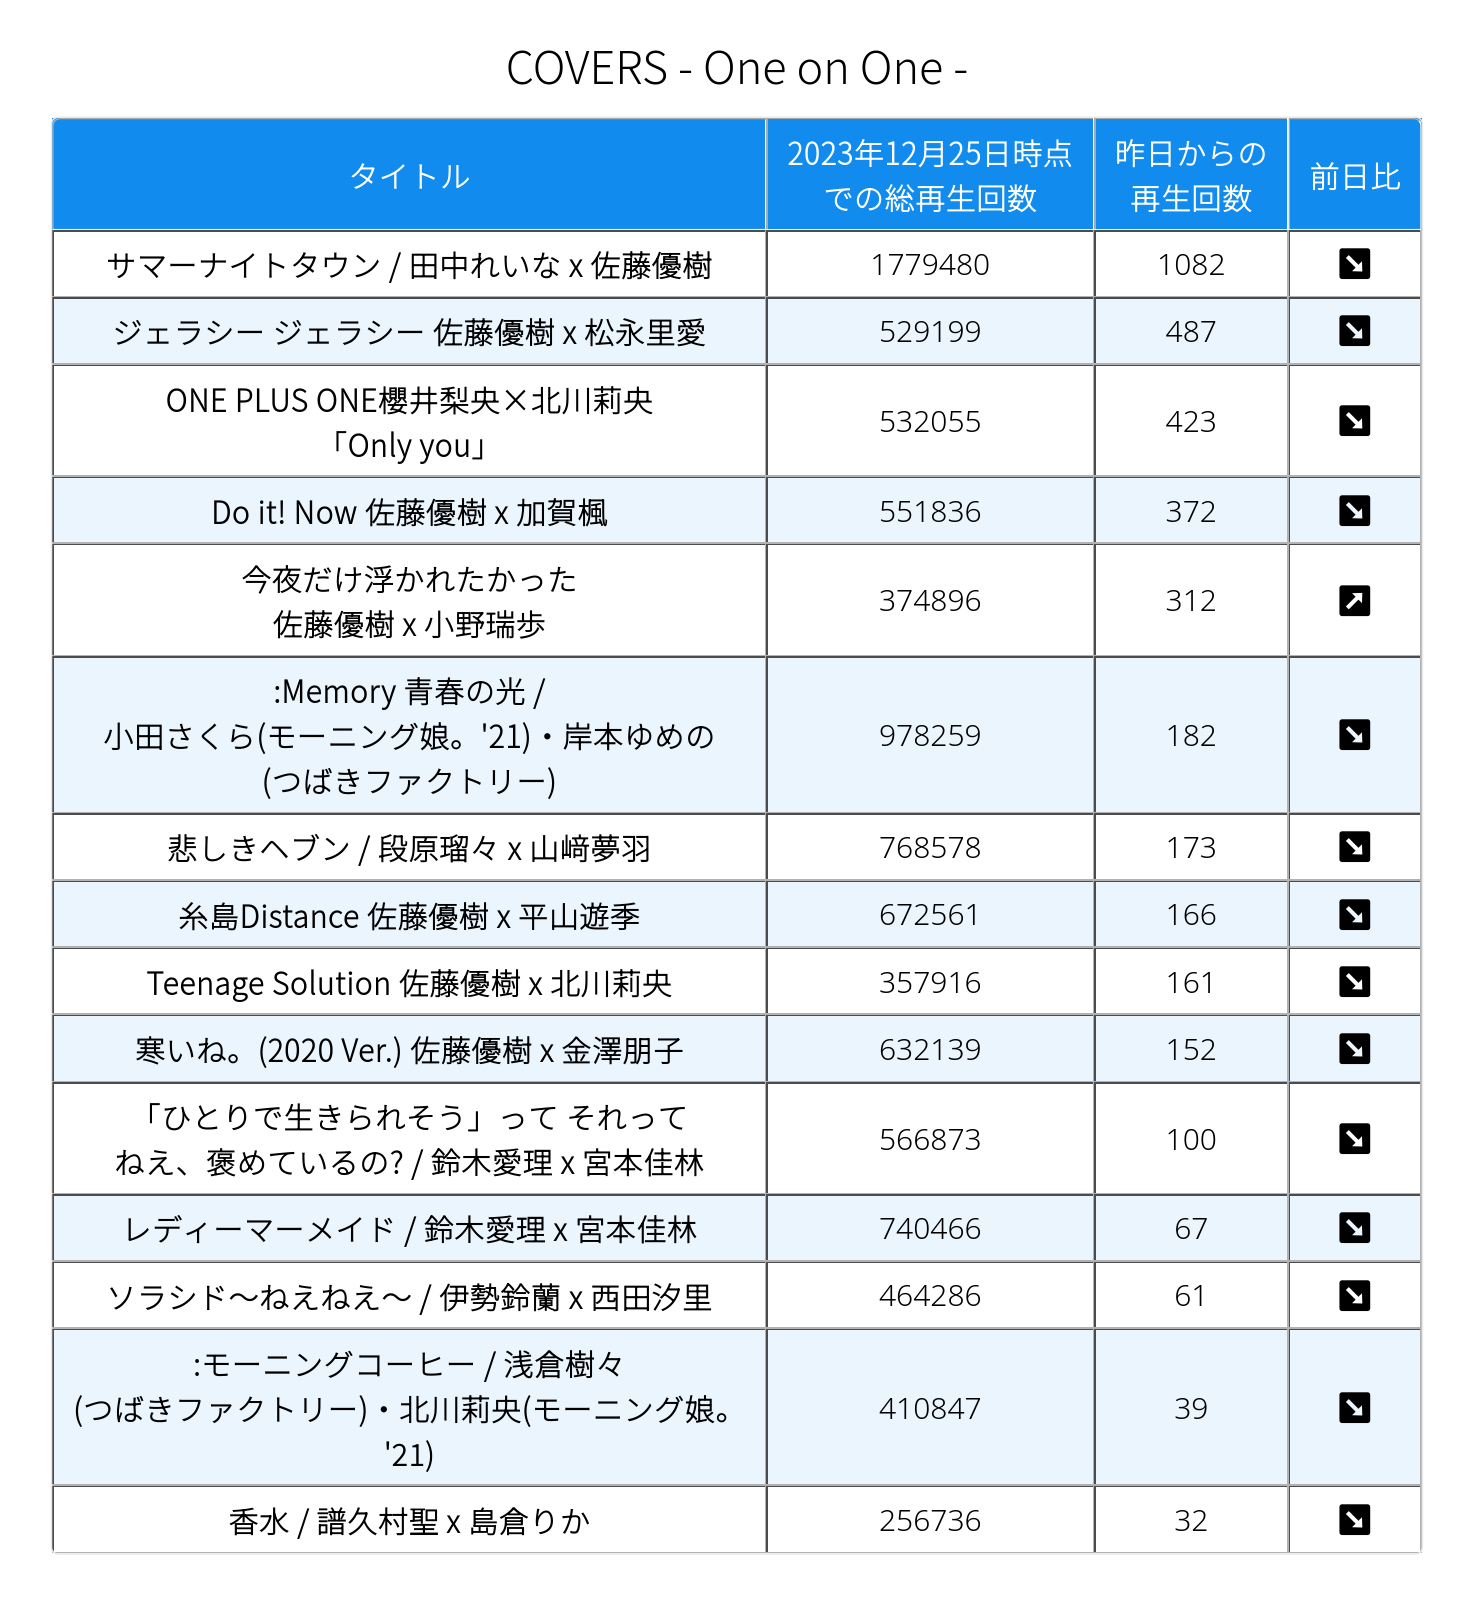 COVERS - One on One -
タイトル
2023年12月25日時点
での総再生回数
昨日からの
再生回数
前日比
サマーナイトタウン / 田中れいな x 佐藤優樹
1779480
1082
ジェラシー ジェラシー 佐藤優樹 x 松永里愛
529199
487
ONE PLUS ONE櫻井梨央×北川莉央
「Only you」
532055
423
Do it! Now 佐藤優樹 x 加賀楓
551836
372
今夜だけ浮かれたかった
佐藤優樹 x 小野瑞歩
374896
312
:Memory 青春の光 /
小田さくら(モーニング娘。'21)・岸本ゆめの
(つばきファクトリー)
978259
182
悲しきヘブン / 段原瑠々 x 山﨑夢羽
768578
173
糸島Distance 佐藤優樹 x 平山遊季
672561
166
Teenage Solution 佐藤優樹 x 北川莉央
357916
161
寒いね。(2020 Ver.) 佐藤優樹 x 金澤朋子
632139
152
「ひとりで生きられそう」って それって
ねえ、褒めているの? / 鈴木愛理 x 宮本佳林
566873
100
レディーマーメイド / 鈴木愛理 x 宮本佳林
740466
67
ソラシド〜ねえねえ〜 / 伊勢鈴蘭 x 西田汐里
464286
61
:モーニングコーヒー / 浅倉樹々
(つばきファクトリー)・北川莉央(モーニング娘。
'21)
410847
39
香水 / 譜久村聖 x 島倉りか
256736
32